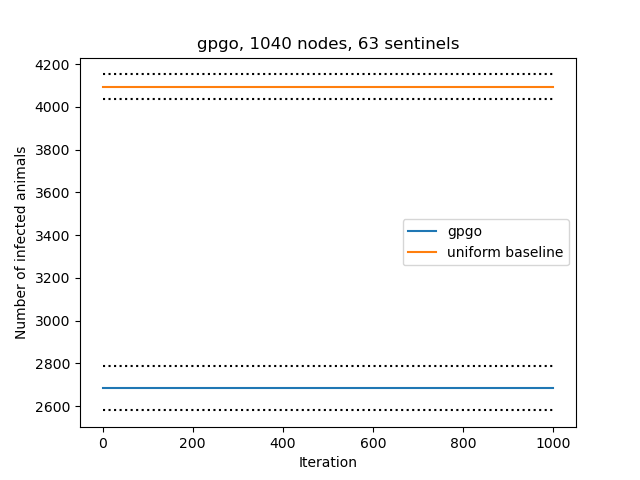 gpgo, 1040 nodes, 63 sentinels
4200
4000
3800
3600
3400
3200
3000
2800
2600
Number of infected animals
gpgo
uniform baseline
0 200 400 600 800 1000
Iteration